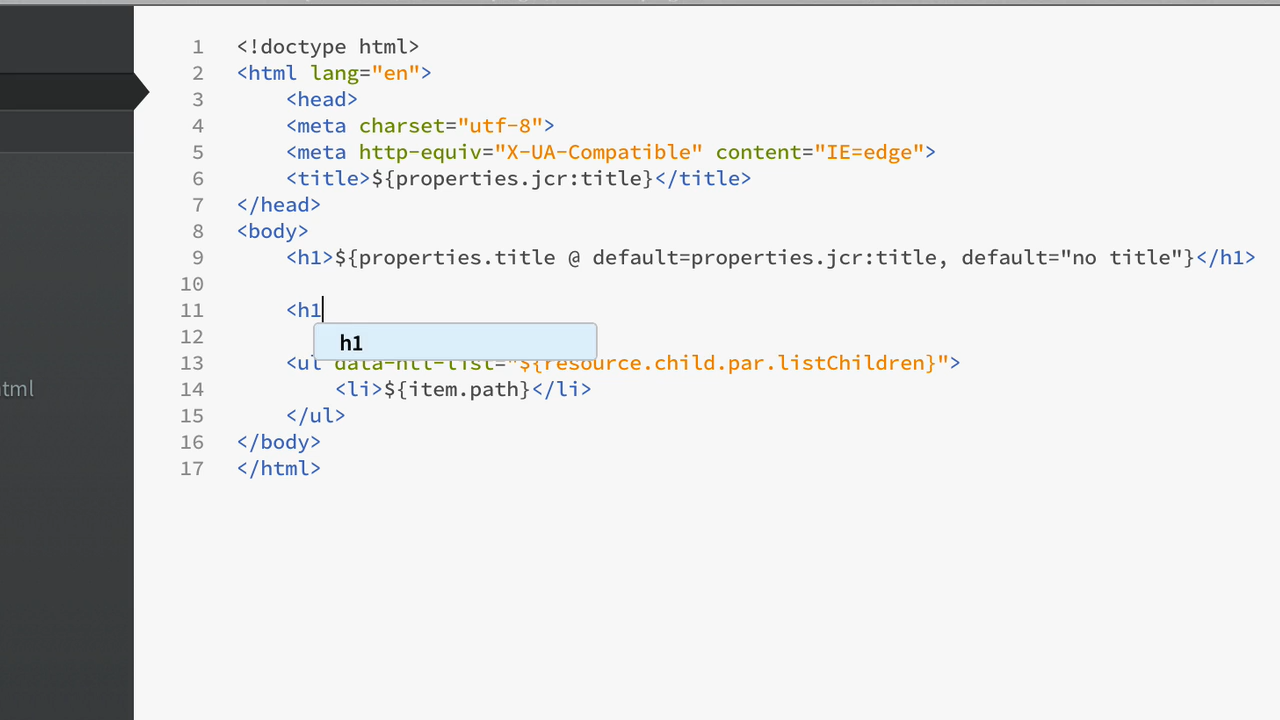 1 <!doctype html>
2 <html lang="en">
3 <head>
4 <meta charset="utf-8">
5 <meta http-equiv="X-UA-Compatible" content="IE=edge">
6 <title>${properties.jcr:title}</title>
7 </head>
8 <body>
9 <h1>${properties.title @ default=properties.jcr:title, default="no title"}</h1>
10
11 <h1
12 h1
13 <ul data-htl-list="${resource.child.par.listChildren}">
14 <li>${item.path}</li>
html
15 </ul>
16 </body>
17 </html>